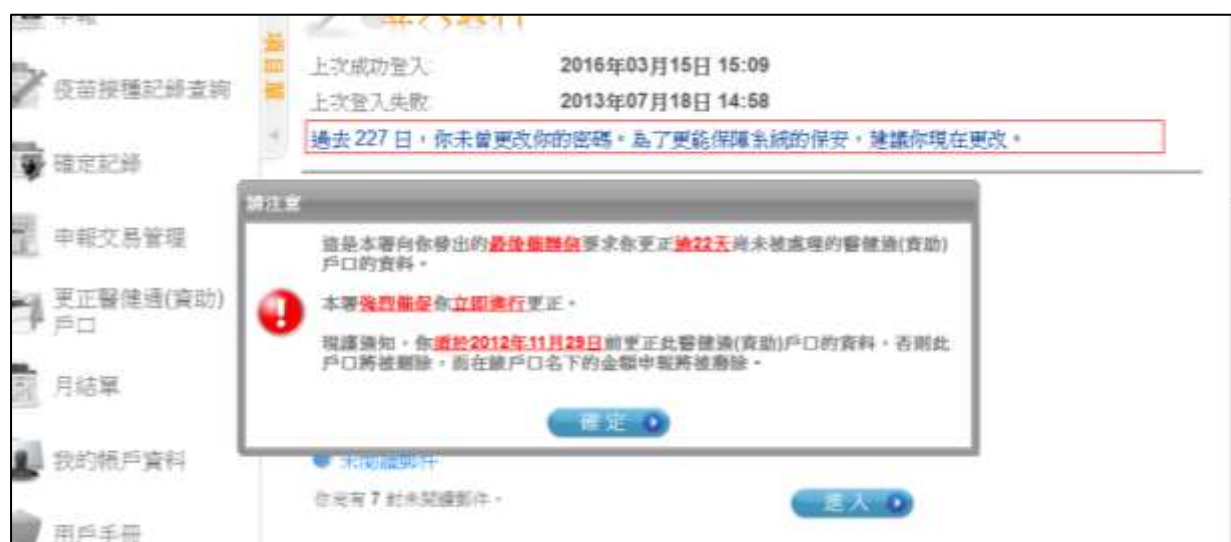 申報
登入資料
項目單
上次成功登入: 2016年03月15日 15:09
疫苗接種記錄查詢
上次登入失敗: 2013年07月18日 14:58
過去 227 日，你未曾更改你的密碼。為了更能保障系統的保安，建議你現在更改。
確定記錄
請注意
申報交易管理
這是本署向你發出的最後催辦信要求你更正逾22天尚未被處理的醫健通(資助)
戶口的資料。
更正醫健通(資助)
戶口
本署強烈催促你立即進行更正。
現謹通知，你須於2012年11月29日前更正此醫健通(資助)戶口的資料，否則此
戶口將被刪除，而在該戶口名下的金額申報將被廢除。
月結單
確定
我的帳戶資料
未閱讀郵件
你尚有 7 封未閱讀郵件。
進入
用戶手冊